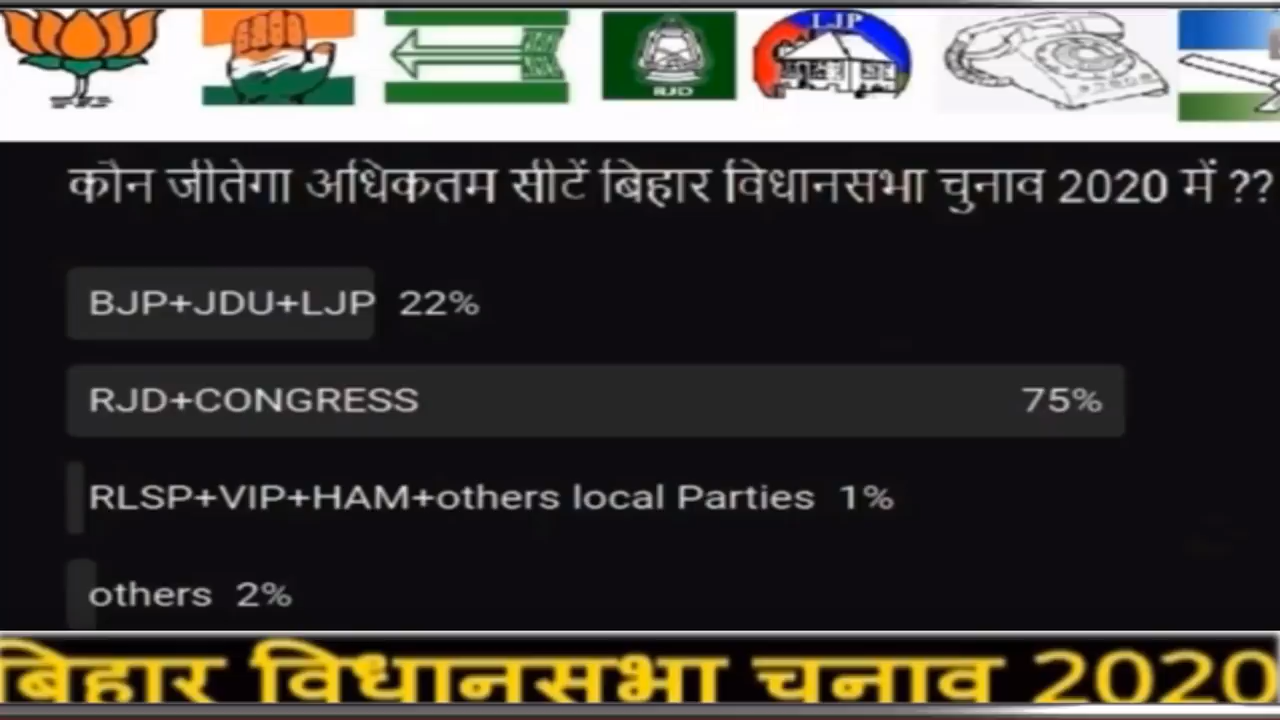 LJP
RJD
कौन जीतेगा अधिकतम सीटें बिहार विधानसभा चुनाव 2020 में ??
BJP+JDU+LJP 22%
RJD+CONGRESS 75%
RLSP+VIP+HAM+others local Parties 1%
others 2%
बिहार विधानसभा चुनाव 2020